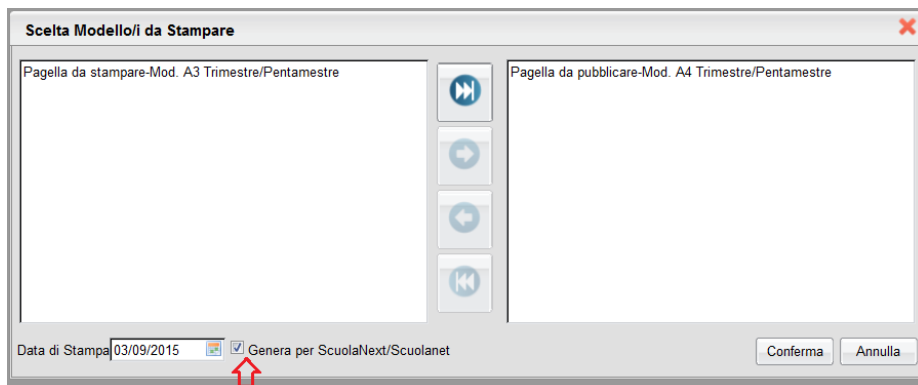 Scelta Modello/i da Stampare
Pagella da stampare-Mod. A3 Trimestre/Pentamestre
Pagella da pubblicare-Mod. A4 Trimestre/Pentamestre
Data di Stampa 03/09/2015 Genera per ScuolaNext/Scuolanet Conferma Annulla